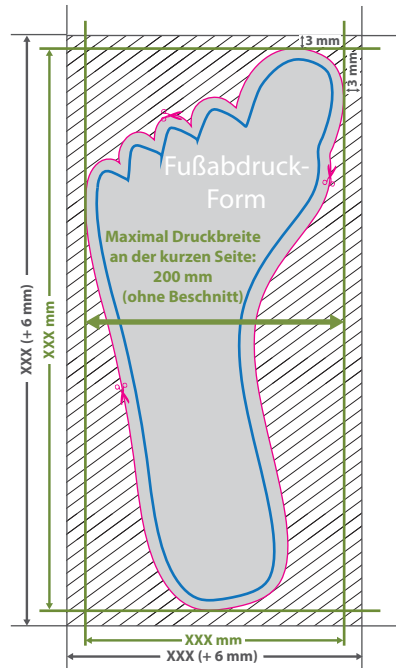 3 mm
3 mm
Fußabdruck-
Form
Maximal Druckbreite
an der kurzen Seite:
200 mm
(ohne Beschnitt)
XXX (+ 6 mm)
XXX mm
XXX mm
XXX (+ 6 mm)